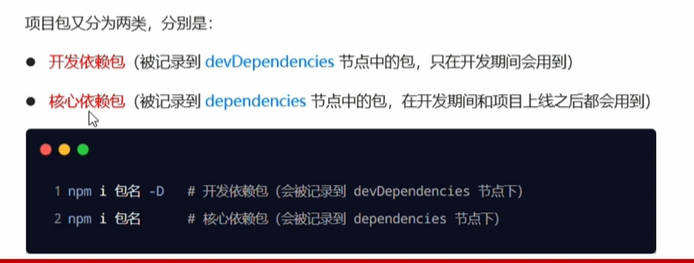 项目包又分为两类，分别是：
● 开发依赖包（被记录到 devDependencies 节点中的包，只在开发期间会用到）
● 核心依赖包（被记录到 dependencies 节点中的包，在开发期间和项目上线之后都会用到）
1 npm i 包名 -D # 开发依赖包（会被记录到 devDependencies 节点下）
2 npm i 包名 # 核心依赖包（会被记录到 dependencies 节点下）